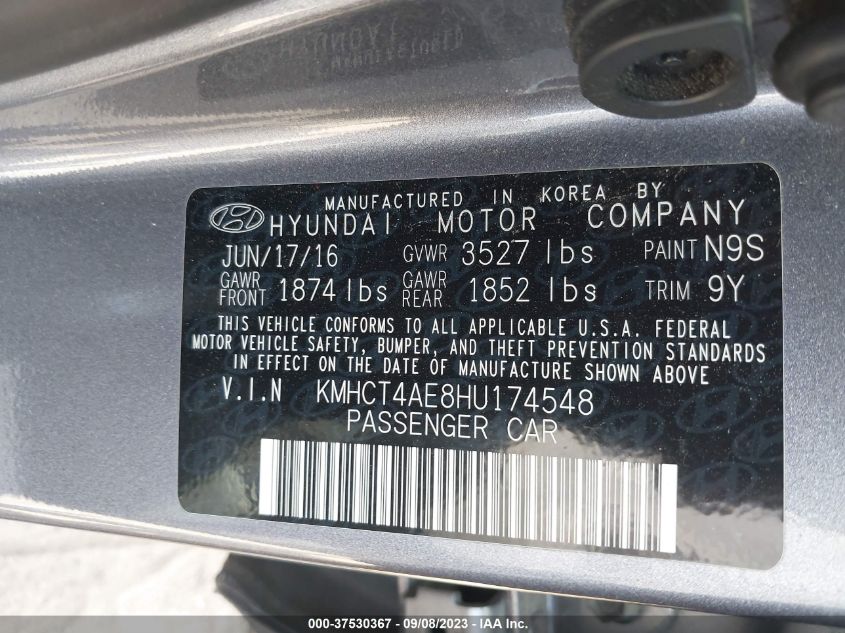 MANUFACTURED IN KOREA BY
HYUNDAI MOTOR COMPANY
JUN/17/16 GVWR 3527 lbs PAINT N9S
GAWR FRONT 1874 lbs GAWR REAR 1852 lbs TRIM 9Y
THIS VEHICLE CONFORMS TO ALL APPLICABLE U.S.A. FEDERAL
MOTOR VEHICLE SAFETY, BUMPER, AND THEFT PREVENTION STANDARDS
IN EFFECT ON THE DATE OF MANUFACTURE SHOWN ABOVE
V.I.N KMHCT4AE8HU174548
PASSENGER CAR
000-37530367 - 09/08/2023 - IAA Inc.